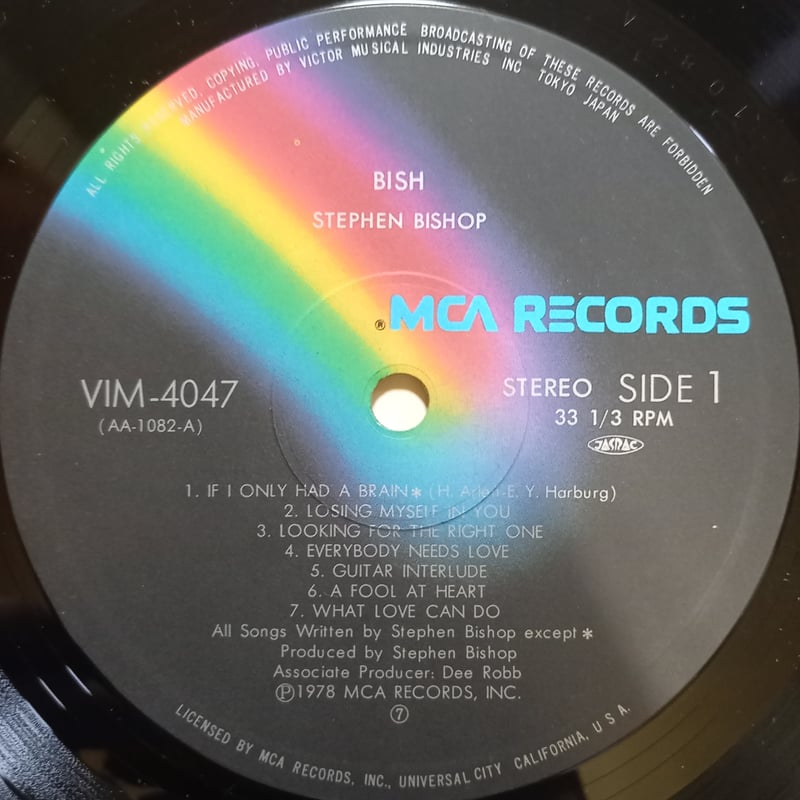 ALL RIGHTS RESERVED, COPYING, PUBLIC PERFORMANCE BROADCASTING OF THESE RECORDS ARE FORBIDDEN
MANUFACTURED BY VICTOR MUSICAL INDUSTRIES INC TOKYO JAPAN
BISH
STEPHEN BISHOP
® MCA RECORDS
VIM-4047
(AA-1082-A)
STEREO SIDE 1
33 1/3 RPM
JASRAC
1. IF I ONLY HAD A BRAIN* (H. Arlen-E. Y. Harburg)
2. LOSING MYSELF IN YOU
3. LOOKING FOR THE RIGHT ONE
4. EVERYBODY NEEDS LOVE
5. GUITAR INTERLUDE
6. A FOOL AT HEART
7. WHAT LOVE CAN DO
All Songs Written by Stephen Bishop except*
Produced by Stephen Bishop
Associate Producer: Dee Robb
Ⓟ1978 MCA RECORDS, INC.
⑦
LICENSED BY MCA RECORDS, INC., UNIVERSAL CITY CALIFORNIA, U S A.